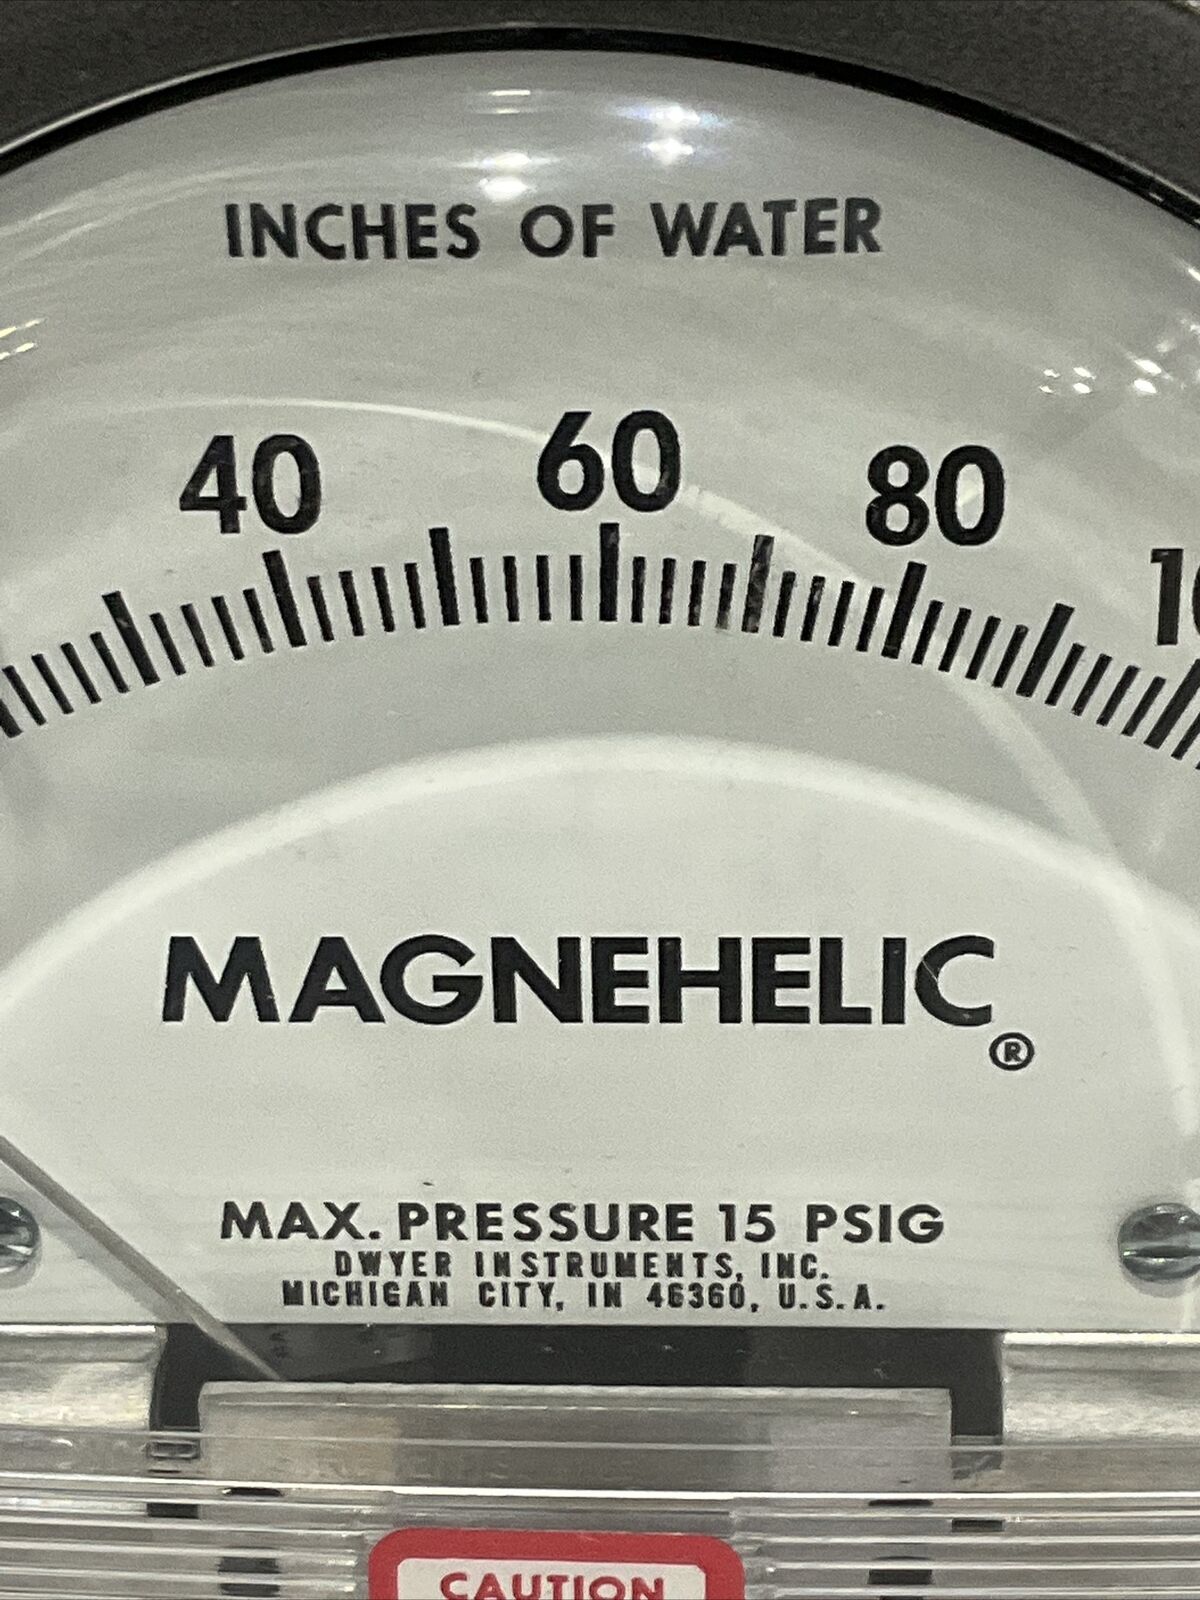 INCHES OF WATER
40 60 80
MAGNEHELIC®
MAX. PRESSURE 15 PSIG
DWYER INSTRUMENTS, INC.
MICHIGAN CITY, IN 46360, U.S.A.
CAUTION